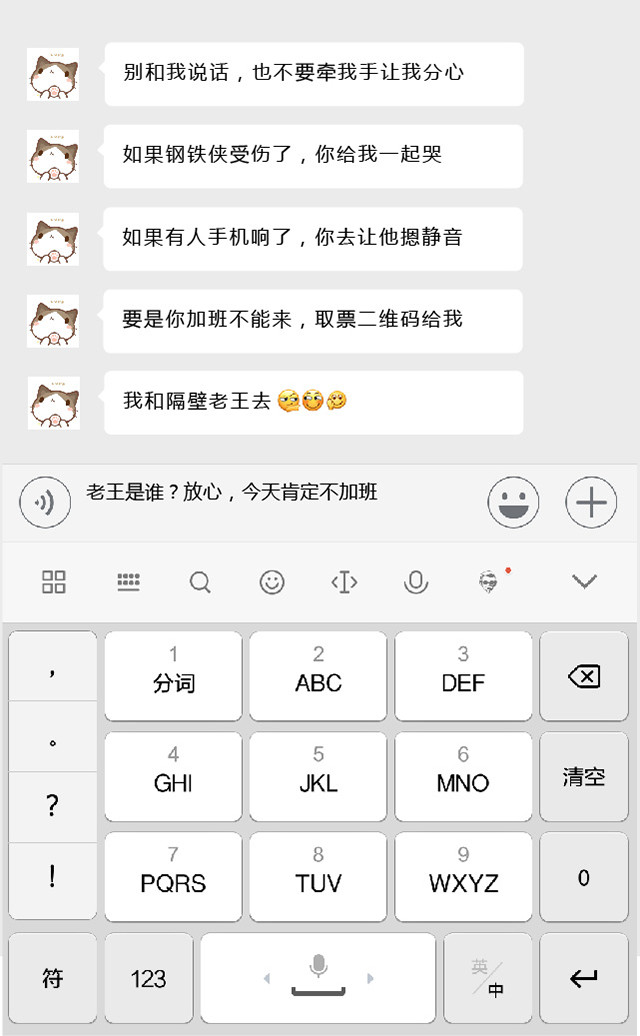 别和我说话，也不要牵我手让我分心
如果钢铁侠受伤了，你给我一起哭
如果有人手机响了，你去让他摁静音
要是你加班不能来，取票二维码给我
我和隔壁老王去
老王是谁？放心，今天肯定不加班
，
1
分词
2
ABC
3
DEF
。
4
GHI
5
JKL
6
MNO
清空
？
！
7
PQRS
8
TUV
9
WXYZ
0
符
123
英/中